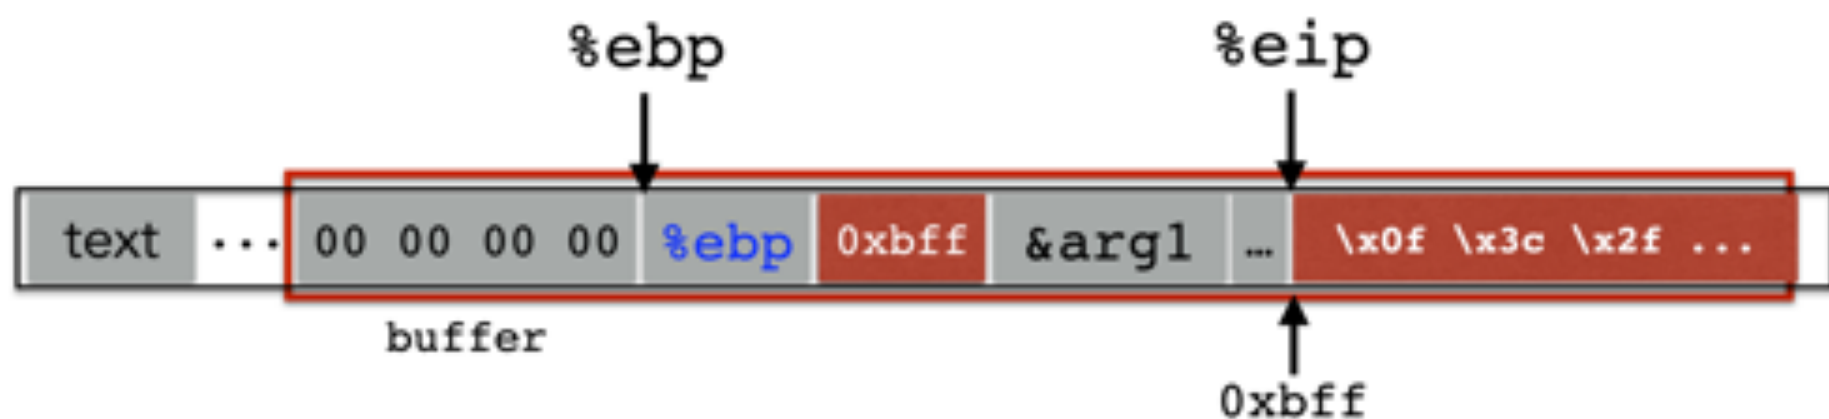 %ebp %eip
text ... 00 00 00 00 %ebp 0xbff &arg1 ... \x0f \x3c \x2f ...
buffer
0xbff